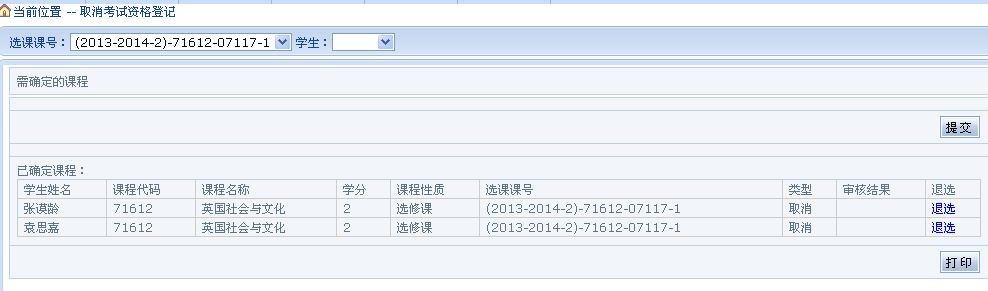 当前位置 -- 取消考试资格登记
选课课号： (2013-2014-2)-71612-07117-1 学生：
需确定的课程
提交
已确定课程：
学生姓名 课程代码 课程名称 学分 课程性质 选课课号 类型 审核结果 退选
张谟龄 71612 英国社会与文化 2 选修课 (2013-2014-2)-71612-07117-1 取消 退选
袁思嘉 71612 英国社会与文化 2 选修课 (2013-2014-2)-71612-07117-1 取消 退选
打印